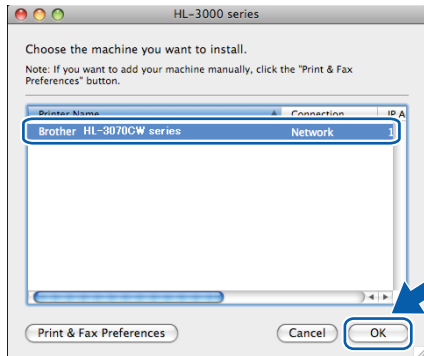 HL-3000 series
Choose the machine you want to install.
Note: If you want to add your machine manually, click the "Print & Fax
Preferences" button.
Printer Name Connection IP A
Brother HL-3070CW series Network 1
Print & Fax Preferences Cancel OK